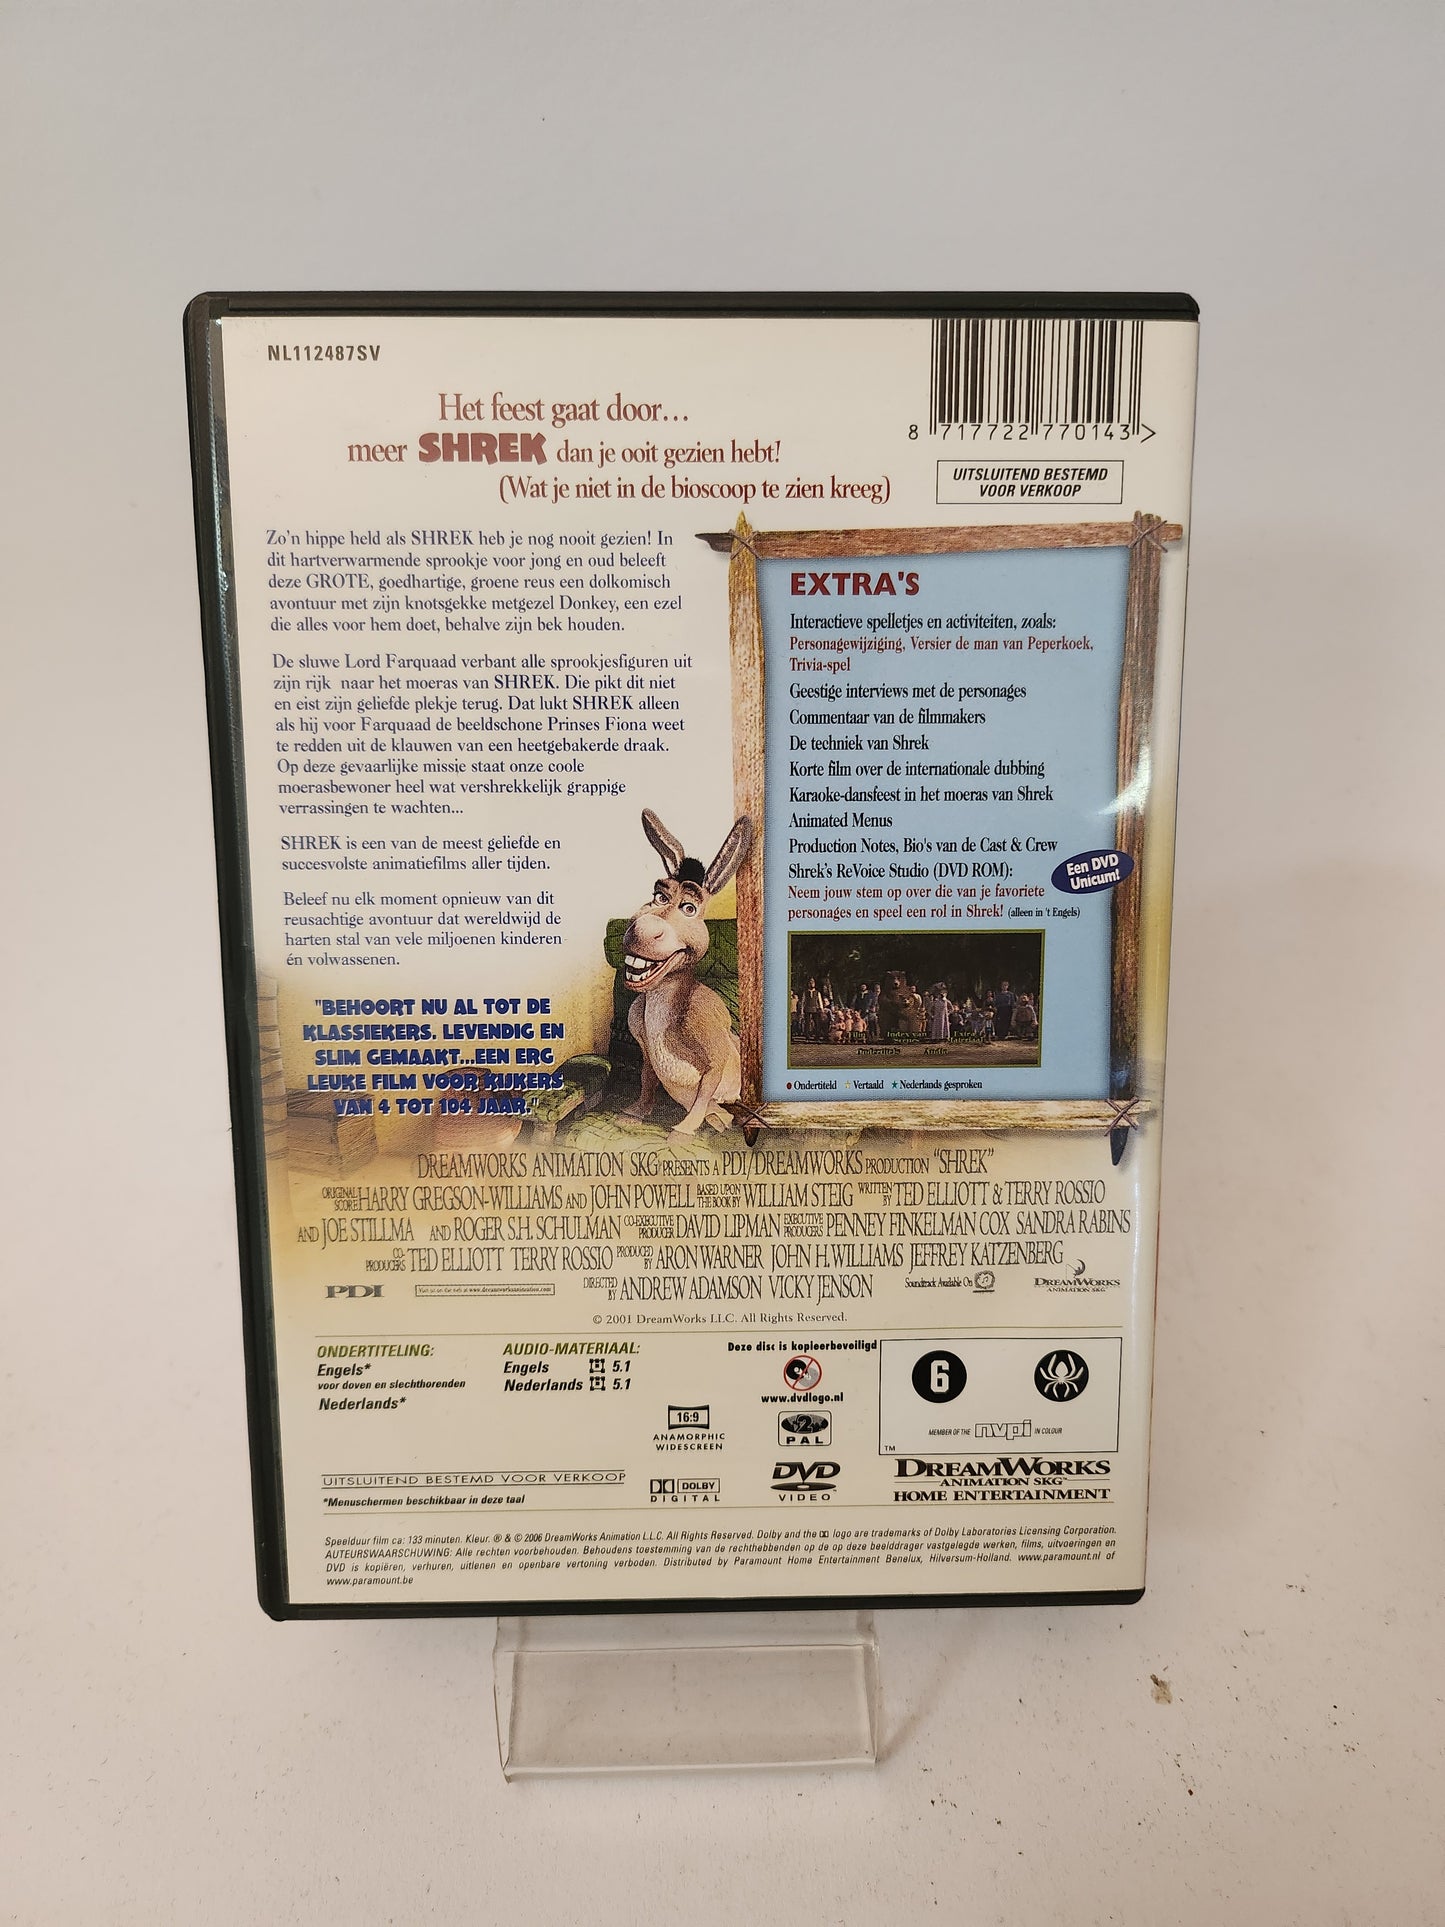 NL112487SV
8 717722 770143 >
UITSLUITEND BESTEMD
VOOR VERKOOP
Het feest gaat door...
meer SHREK dan je ooit gezien hebt!
(Wat je niet in de bioscoop te zien kreeg)
Zo'n hippe held als SHREK heb je nog nooit gezien! In
dit hartverwarmende sprookje voor jong en oud beleeft
deze GROTE, goedhartige, groene reus een dolkomisch
avontuur met zijn knotsgekke metgezel Donkey, een ezel
die alles voor hem doet, behalve zijn bek houden.
De sluwe Lord Farquaad verbant alle sprookjesfiguren uit
zijn rijk naar het moeras van SHREK. Die pikt dit niet
en eist zijn geliefde plekje terug. Dat lukt SHREK alleen
als hij voor Farquaad de beeldschone Prinses Fiona weet
te redden uit de klauwen van een heetgebakerde draak.
Op deze gevaarlijke missie staat onze coole
moerasbewoner heel wat vershrekkelijk grappige
verrassingen te wachten...
SHREK is een van de meest geliefde en
succesvolste animatiefilms aller tijden.
Beleef nu elk moment opnieuw van dit
reusachtige avontuur dat wereldwijd de
harten stal van vele miljoenen kinderen
én volwassenen.
"BEHOORT NU AL TOT DE
KLASSIEKERS. LEVENDIG EN
SLIM GEMAAKT...EEN ERG
LEUKE FILM VOOR KIJKERS
VAN 4 TOT 104 JAAR."
EXTRA'S
Interactieve spelletjes en activiteiten, zoals:
Personagewijziging, Versier de man van Peperkoek,
Trivia-spel
Geestige interviews met de personages
Commentaar van de filmmakers
De techniek van Shrek
Korte film over de internationale dubbing
Karaoke-dansfeest in het moeras van Shrek
Animated Menus
Production Notes, Bio's van de Cast & Crew
Shrek's ReVoice Studio (DVD ROM):
Neem jouw stem op over die van je favoriete
personages en speel een rol in Shrek! (alleen in 't Engels)
Een DVD
Unicum!
Film Index van Scenes Extra Materiaal
Ondertitels Audio
Ondertiteld Vertaald Nederlands gesproken
DREAMWORKS ANIMATION SKG PRESENTS A PDI/DREAMWORKS PRODUCTION "SHREK"
ORIGINAL SCORE HARRY GREGSON-WILLIAMS AND JOHN POWELL BASED UPON THE BOOK BY WILLIAM STEIG WRITTEN BY TED ELLIOTT & TERRY ROSSIO
AND JOE STILLMA AND ROGER S.H. SCHULMAN CO-EXECUTIVE PRODUCER DAVID LIPMAN EXECUTIVE PRODUCERS PENNEY FINKELMAN COX SANDRA RABINS
CO-PRODUCERS TED ELLIOTT TERRY ROSSIO PRODUCED BY ARON WARNER JOHN H. WILLIAMS JEFFREY KATZENBERG
PDI Visit us on the web at www.dreamworksanimation.com DIRECTED BY ANDREW ADAMSON VICKY JENSON Soundtrack Available On DREAMWORKS ANIMATION SKG
© 2001 DreamWorks LLC. All Rights Reserved.
ONDERTITELING:
Engels*
voor doven en slechthorenden
Nederlands*
AUDIO-MATERIAAL:
Engels 5.1
Nederlands 5.1
Deze disc is kopieerbeveiligd
www.dvdlogo.nl
16:9
ANAMORPHIC
WIDESCREEN
2
PAL
6
MEMBER OF THE nvpi IN COLOUR
TM
UITSLUITEND BESTEMD VOOR VERKOOP
*Menuschermen beschikbaar in deze taal
DOLBY
DIGITAL
DVD
VIDEO
DREAMWORKS
ANIMATION SKG
HOME ENTERTAINMENT
Speelduur film ca: 133 minuten. Kleur. ® & © 2006 DreamWorks Animation L.L.C. All Rights Reserved. Dolby and the logo are trademarks of Dolby Laboratories Licensing Corporation.
AUTEURSWAARSCHUWING: Alle rechten voorbehouden. Behoudens toestemming van de rechthebbenden op de op deze beelddrager vastgelegde werken, films, uitvoeringen en
DVD is kopiëren, verhuren, uitlenen en openbare vertoning verboden. Distributed by Paramount Home Entertainment Benelux, Hilversum-Holland. www.paramount.nl of
www.paramount.be